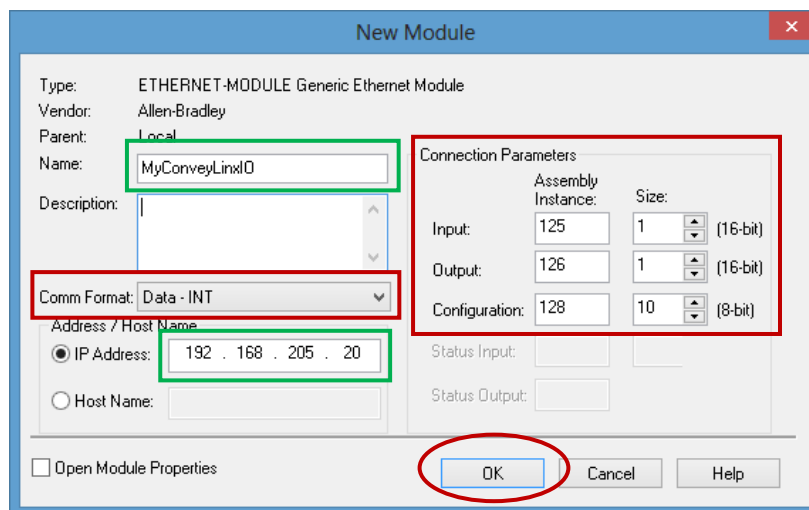 New Module
Type: ETHERNET-MODULE Generic Ethernet Module
Vendor: Allen-Bradley
Parent: Local
Name: MyConveyLinxIO
Description:
Comm Format: Data - INT
Address / Host Name
IP Address: 192 . 168 . 205 . 20
Host Name:
Connection Parameters
Assembly
Instance: Size:
Input: 125 1 (16-bit)
Output: 126 1 (16-bit)
Configuration: 128 10 (8-bit)
Status Input:
Status Output:
Open Module Properties
OK Cancel Help